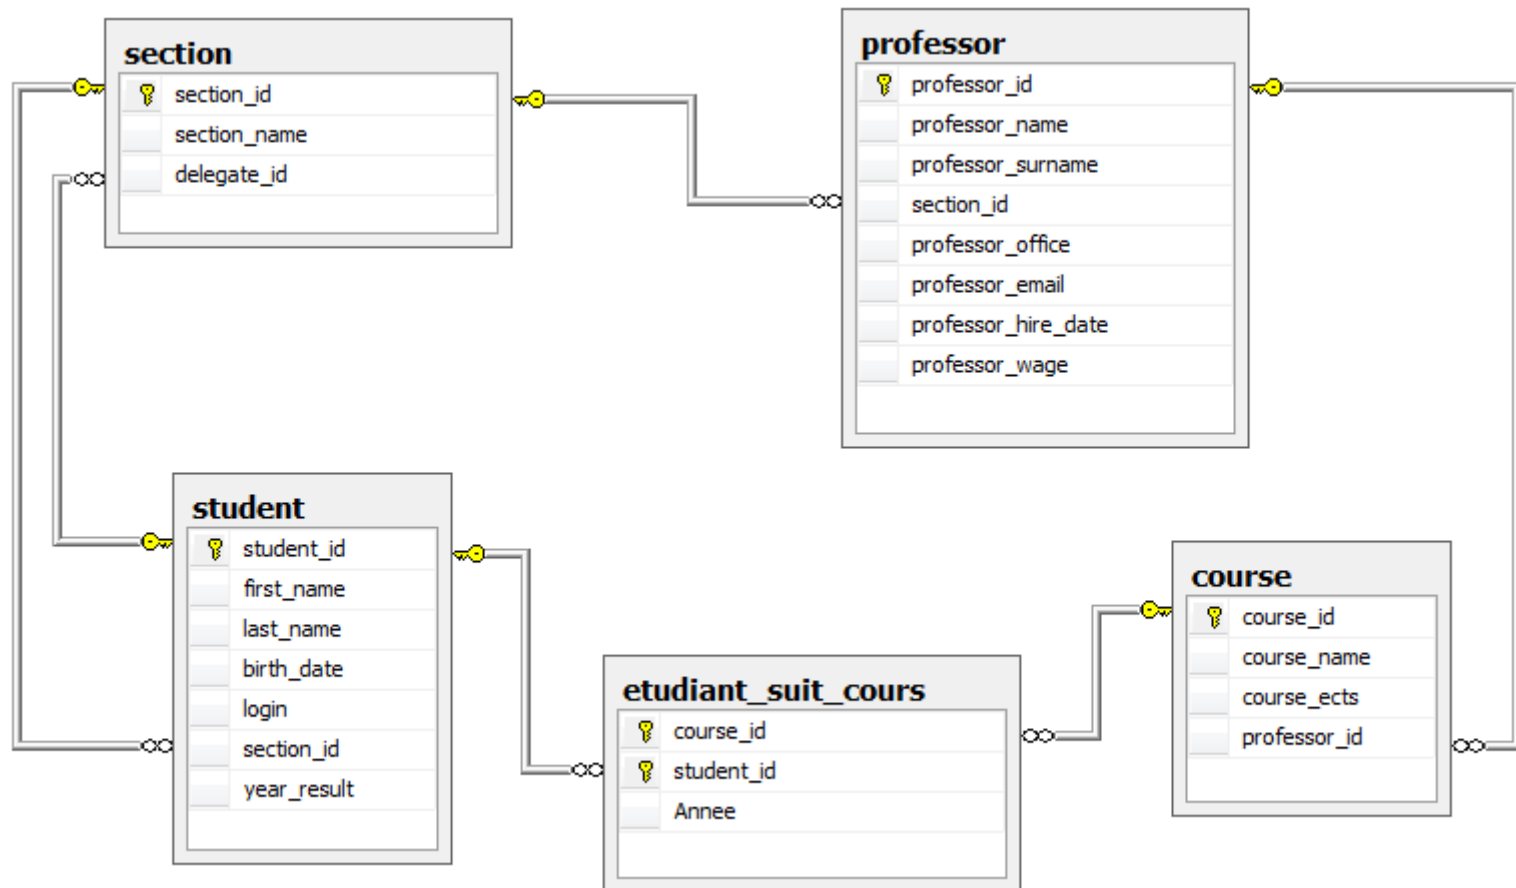 section
section_id
section_name
delegate_id
professor
professor_id
professor_name
professor_surname
section_id
professor_office
professor_email
professor_hire_date
professor_wage
student
student_id
first_name
last_name
birth_date
login
section_id
year_result
etudiant_suit_cours
course_id
student_id
Annee
course
course_id
course_name
course_ects
professor_id